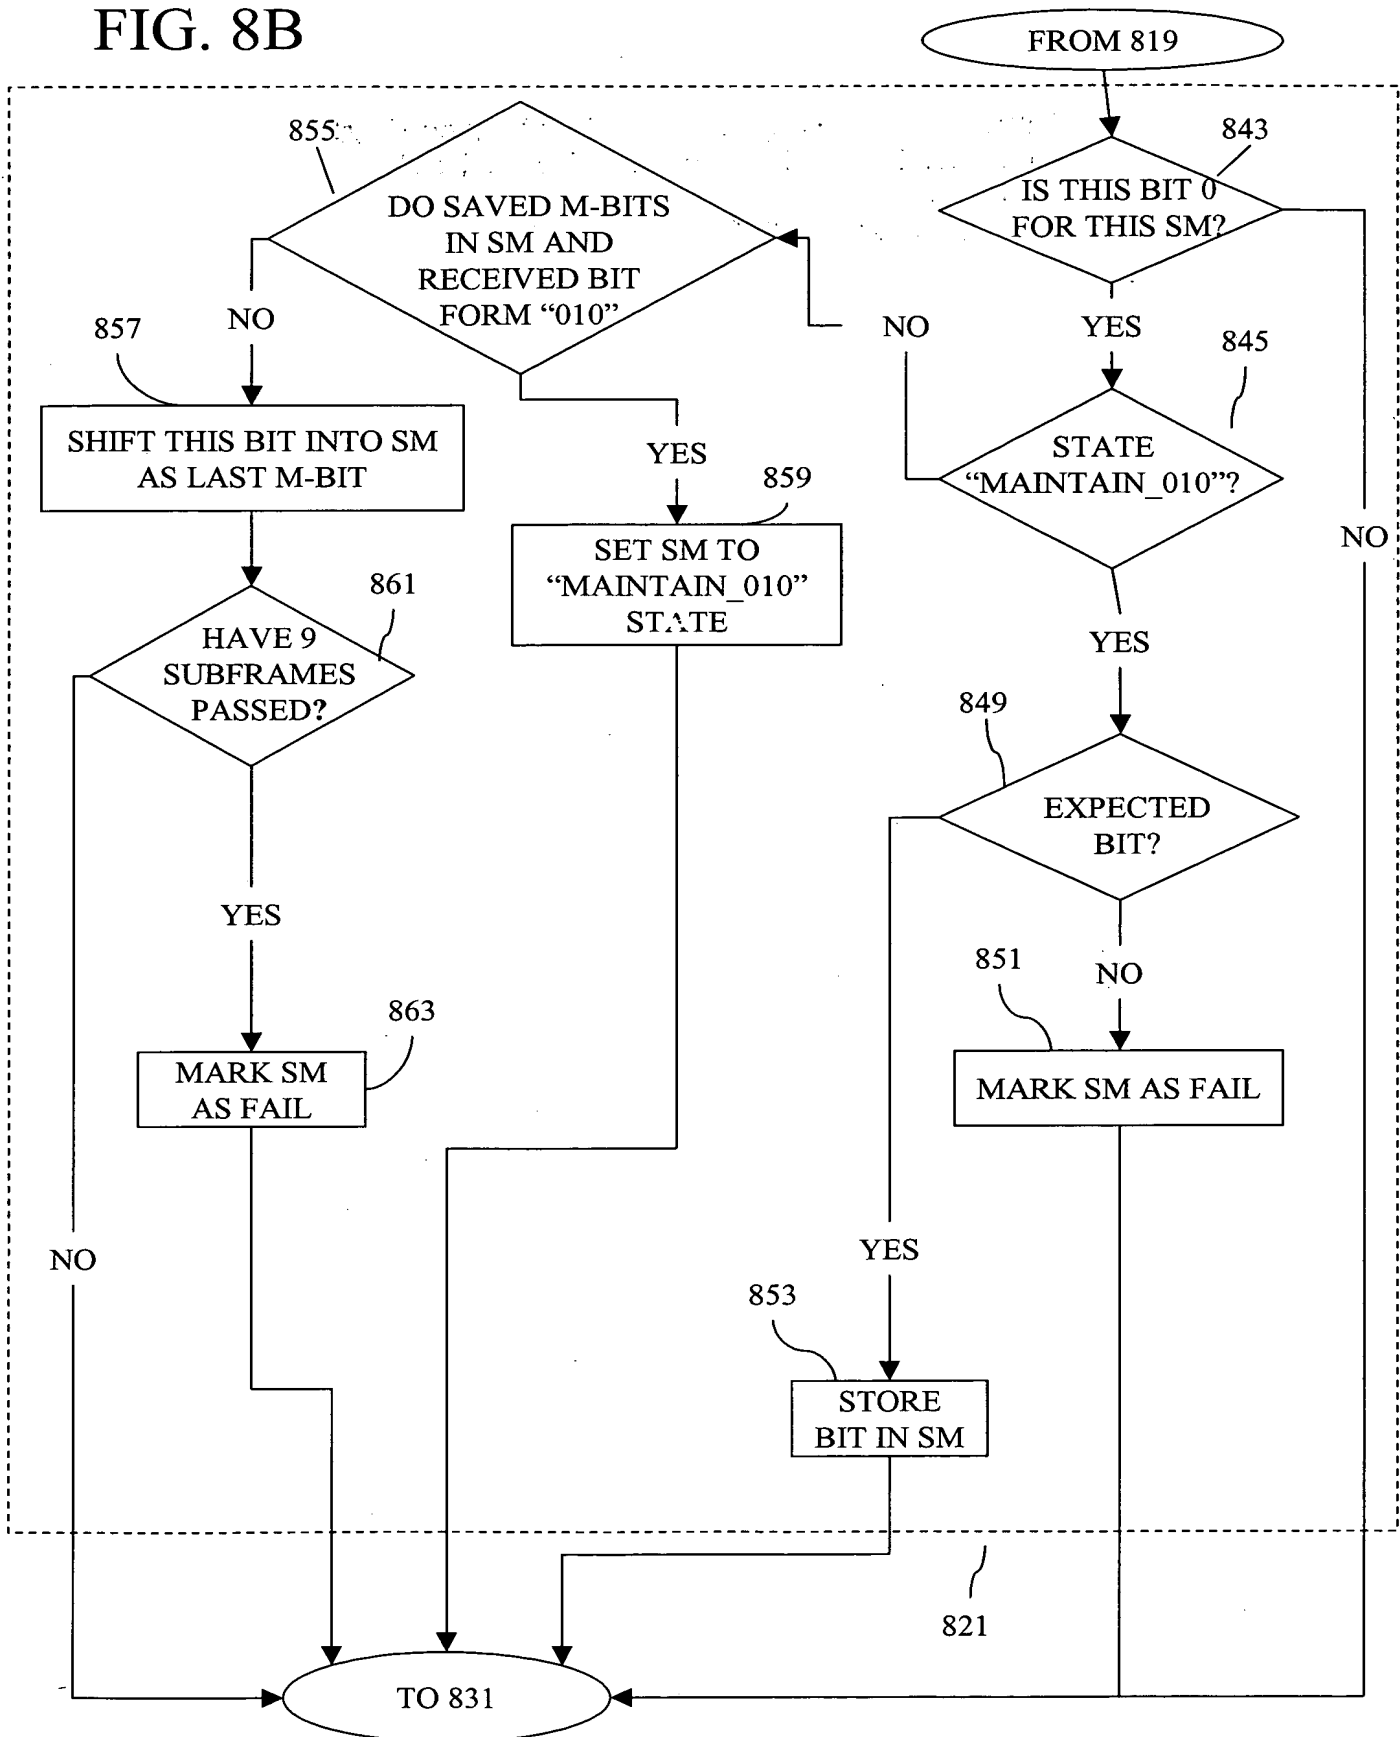 FIG. 8B
FROM 819
855
843
IS THIS BIT 0
FOR THIS SM?
DO SAVED M-BITS
IN SM AND
RECEIVED BIT
FORM “010”
NO
857
NO
YES
845
SHIFT THIS BIT INTO SM
AS LAST M-BIT
YES
859
STATE
“MAINTAIN_010”?
NO
SET SM TO
“MAINTAIN_010”
STATE
861
HAVE 9
SUBFRAMES
PASSED?
YES
849
EXPECTED
BIT?
YES
851
NO
863
MARK SM
AS FAIL
MARK SM AS FAIL
NO
YES
853
STORE
BIT IN SM
821
TO 831